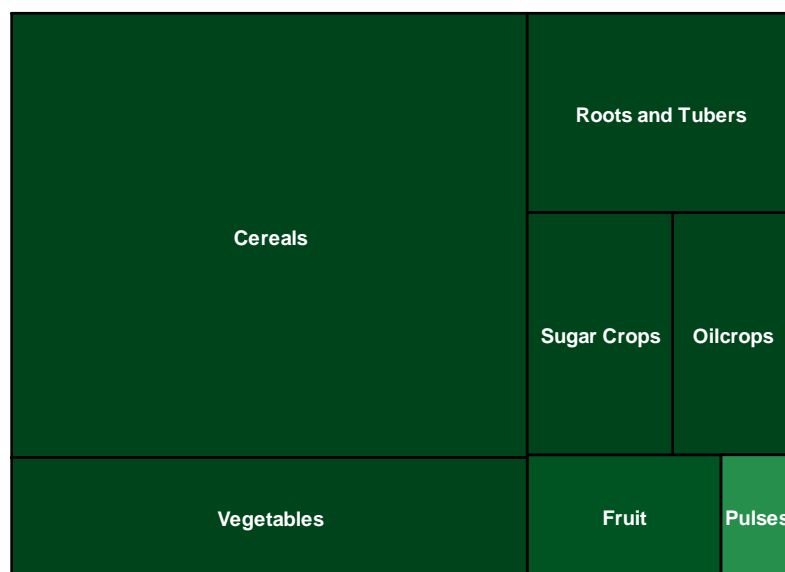 Roots and Tubers
Cereals
Sugar Crops
Oilcrops
Vegetables
Fruit
Pulses